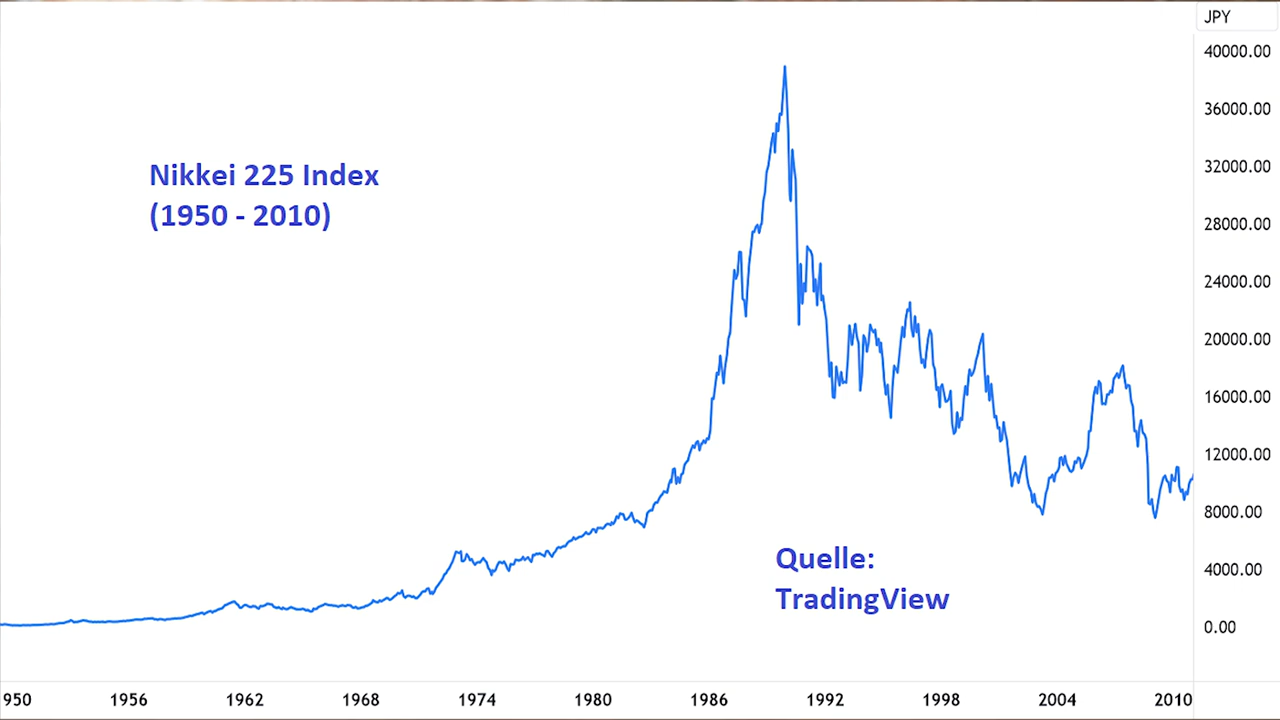 JPY
40000.00
36000.00
Nikkei 225 Index
(1950 - 2010)
32000.00
28000.00
24000.00
20000.00
16000.00
12000.00
8000.00
Quelle:
TradingView
4000.00
0.00
950 1956 1962 1968 1974 1980 1986 1992 1998 2004 2010